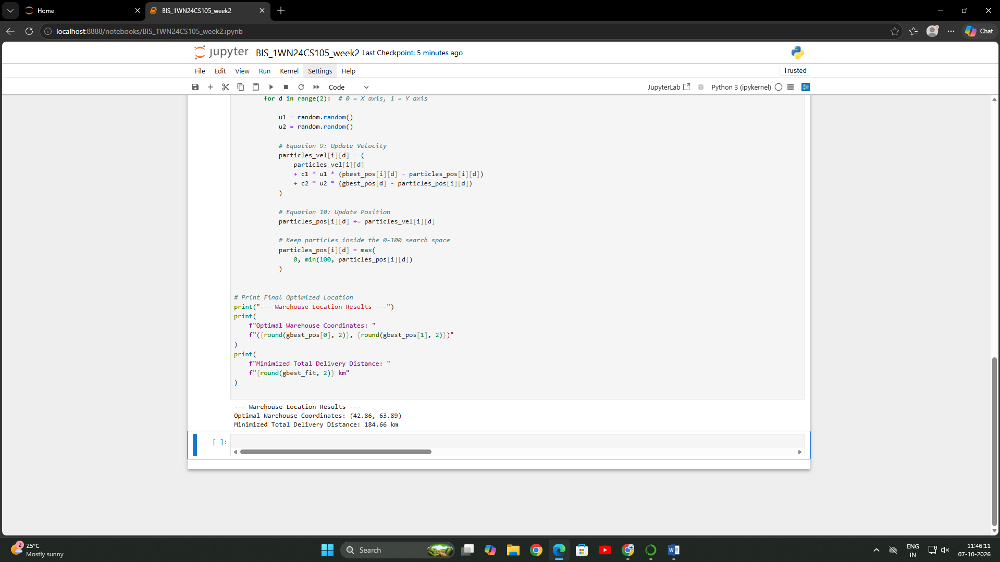 Home
BIS_1WN24CS105_week2
localhost:8888/notebooks/BIS_1WN24CS105_week2.ipynb
Chat
jupyter BIS_1WN24CS105_week2 Last Checkpoint: 5 minutes ago
File Edit View Run Kernel Settings Help
Trusted
Code
JupyterLab
Python 3 (ipykernel)
for d in range(2):  # 0 = X axis, 1 = Y axis
u1 = random.random()
u2 = random.random()
# Equation 9: Update Velocity
particles_vel[i][d] = (
particles_vel[i][d]
+ c1 * u1 * (pbest_pos[i][d] - particles_pos[i][d])
+ c2 * u2 * (gbest_pos[d] - particles_pos[i][d])
)
# Equation 10: Update Position
particles_pos[i][d] += particles_vel[i][d]
# Keep particles inside the 0-100 search space
particles_pos[i][d] = max(
0, min(100, particles_pos[i][d])
)
# Print Final Optimized Location
print("--- Warehouse Location Results ---")
print(
f"Optimal Warehouse Coordinates: "
f"({round(gbest_pos[0], 2)}, {round(gbest_pos[1], 2)})"
)
print(
f"Minimized Total Delivery Distance: "
f"{round(gbest_fit, 2)} km"
)
--- Warehouse Location Results ---
Optimal Warehouse Coordinates: (42.86, 63.89)
Minimized Total Delivery Distance: 184.66 km
[ ]:
2
25°C
Mostly sunny
Search
ENG
IN
11:46:11
07-10-2026